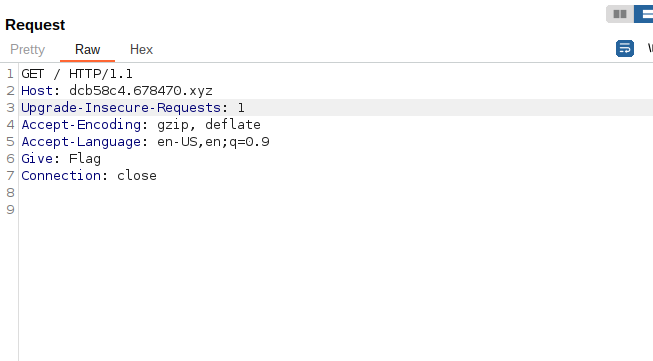 Request
Pretty Raw Hex
1 GET / HTTP/1.1
2 Host: dcb58c4.678470.xyz
3 Upgrade-Insecure-Requests: 1
4 Accept-Encoding: gzip, deflate
5 Accept-Language: en-US,en;q=0.9
6 Give: Flag
7 Connection: close
8
9